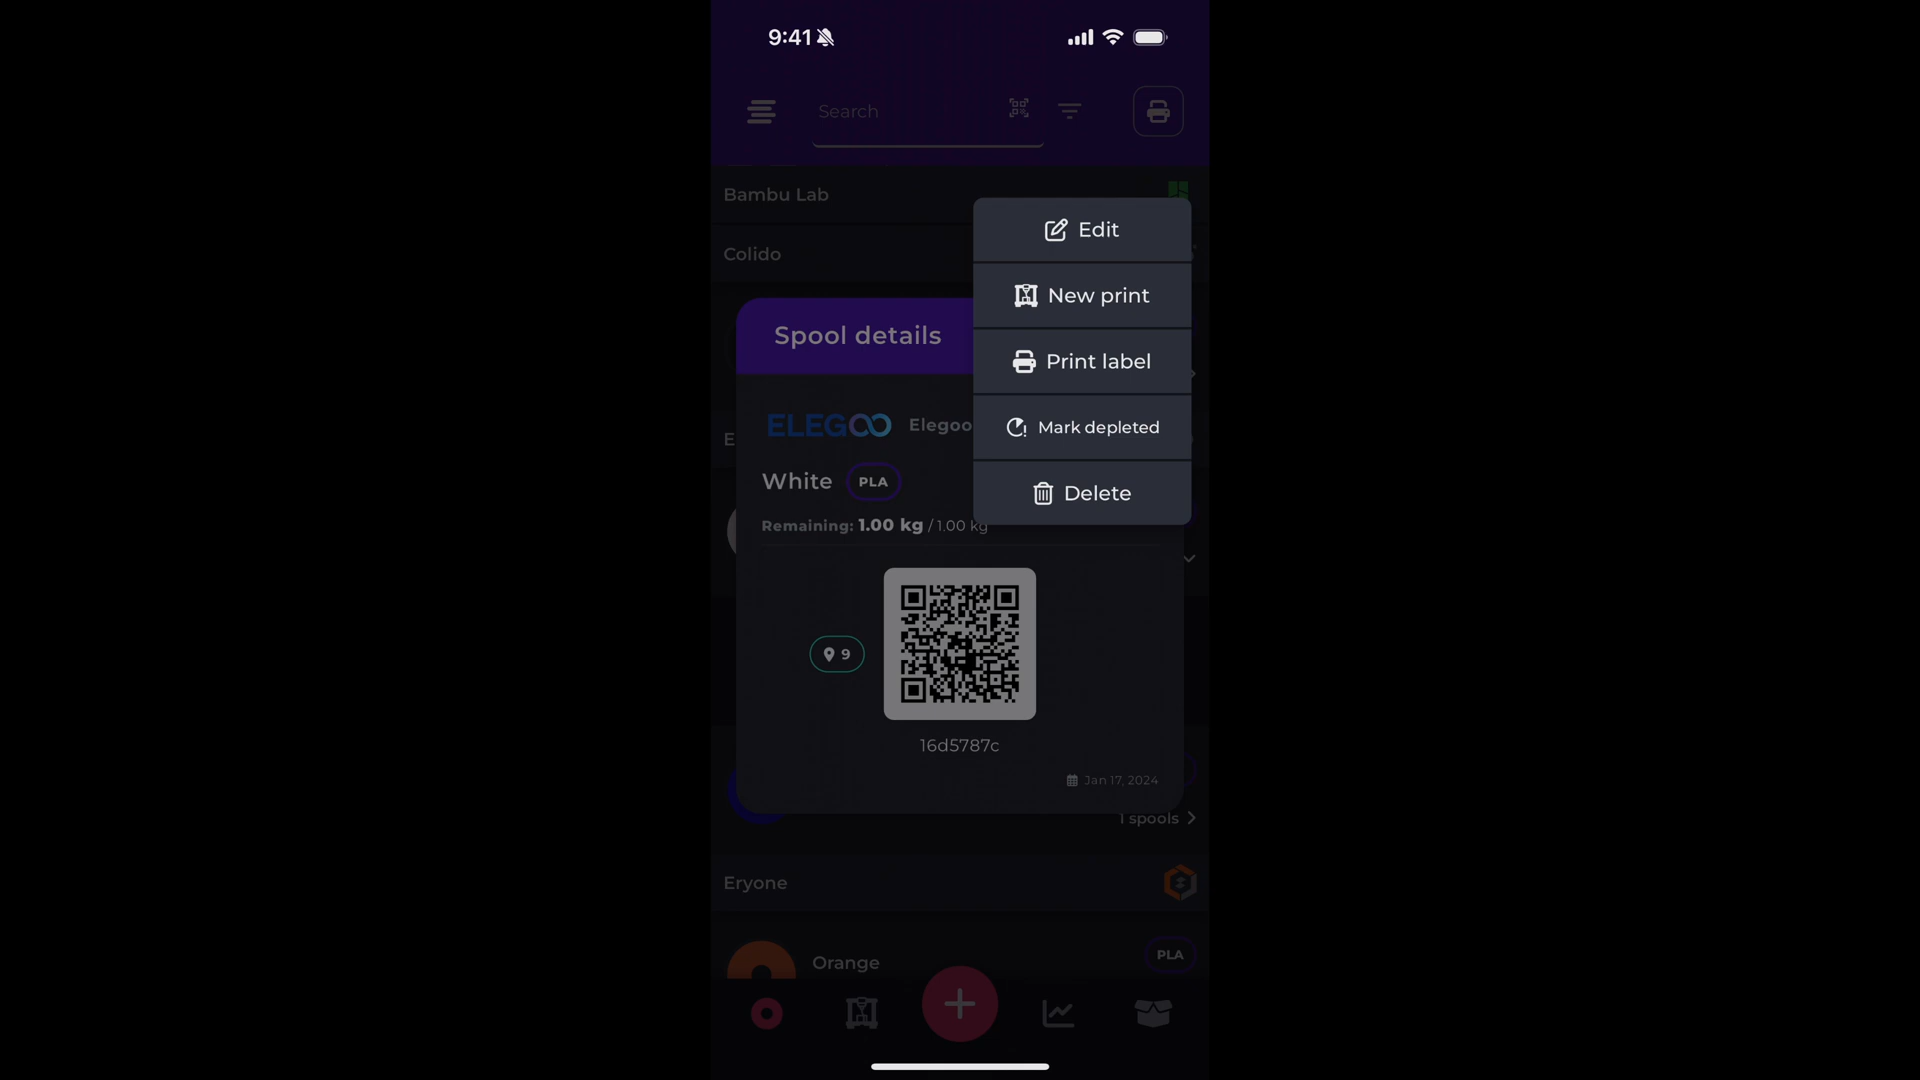 9:41
Search
Bambu Lab
Colido
Edit
New print
Print label
Mark depleted
Delete
Spool details
ELEGOO Elegoo
E
White PLA
Remaining: 1.00 kg / 1.00 kg
9
16d5787c
Jan 17, 2024
1 spools
Eryone
Orange PLA